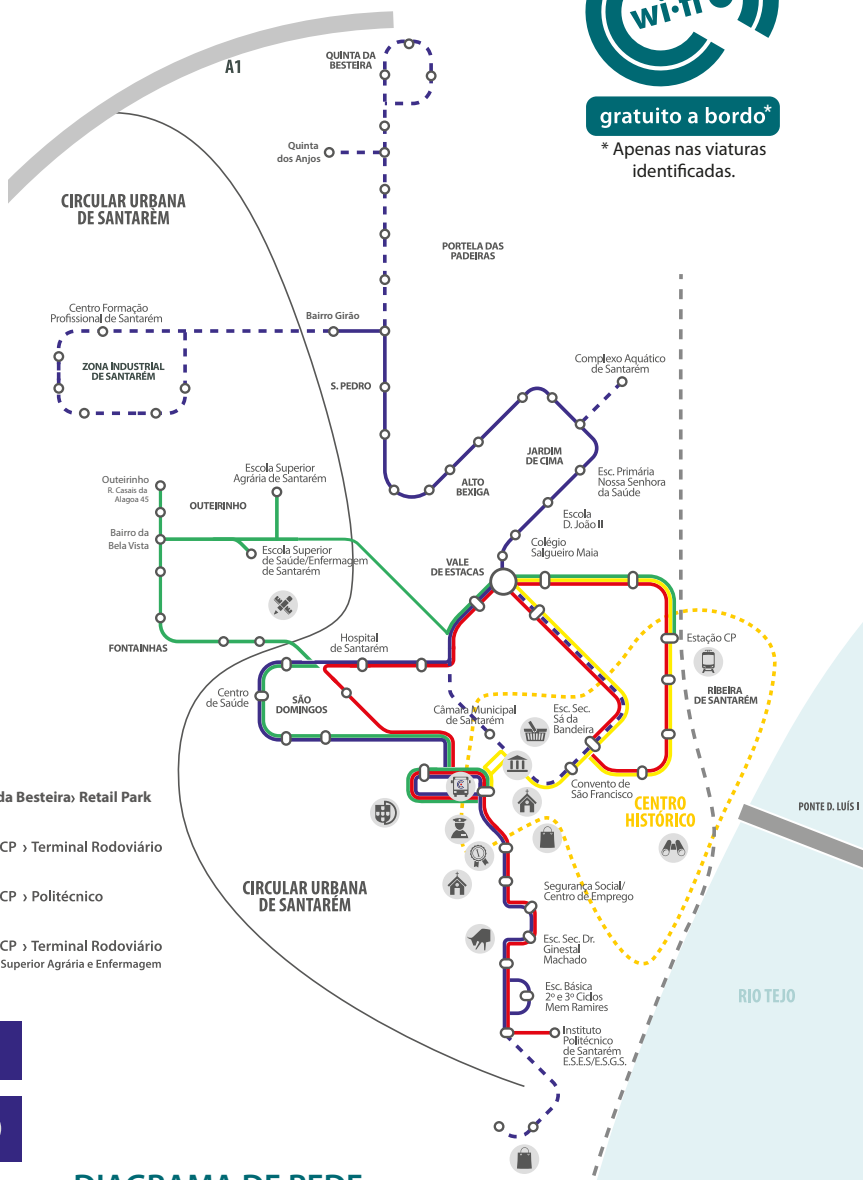 wi-fi
gratuito a bordo*
* Apenas nas viaturas
identificadas.
A1
QUINTA DA
BESTEIRA
Quinta
dos Anjos
CIRCULAR URBANA
DE SANTARÉM
PORTELA DAS
PADEIRAS
Centro Formação
Profissional de Santarém
Bairro Girão
ZONA INDUSTRIAL
DE SANTARÉM
Complexo Aquático
de Santarém
S. PEDRO
JARDIM
DE CIMA
ALTO
BEXIGA
Esc. Primária
Nossa Senhora
da Saúde
Escola Superior
Agrária de Santarém
Outeirinho
R. Casais da
Alagoa 45
OUTEIRINHO
Escola
D. João II
Bairro da
Bela Vista
Colégio
Salgueiro Maia
Escola Superior
de Saúde/Enfermagem
de Santarém
VALE
DE ESTACAS
FONTAINHAS
Hospital
de Santarém
Estação CP
Centro
de Saúde
SÃO
DOMINGOS
RIBEIRA
DE SANTARÉM
Câmara Municipal
de Santarém
Esc. Sec.
Sá da
Bandeira
Convento de
São Francisco
CENTRO
HISTÓRICO
da Besteira› Retail Park
PONTE D. LUÍS I
CP › Terminal Rodoviário
CP › Politécnico
CIRCULAR URBANA
DE SANTARÉM
Segurança Social/
Centro de Emprego
CP › Terminal Rodoviário
Superior Agrária e Enfermagem
Esc. Sec. Dr.
Ginestal
Machado
Esc. Básica
2º e 3º Ciclos
Mem Ramires
RIO TEJO
Instituto
Politécnico
de Santarém
E.S.E.S/E.S.G.S.
DIAGRAMA DE REDE